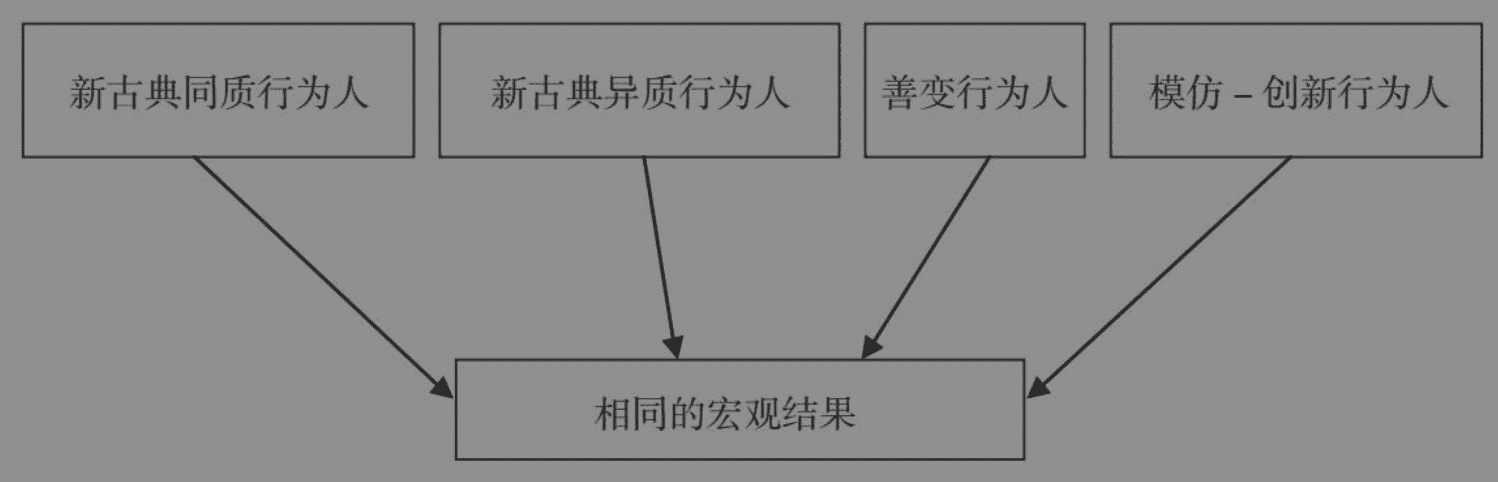 新古典同质行为人
新古典异质行为人
善变行为人
模仿–创新行为人
相同的宏观结果